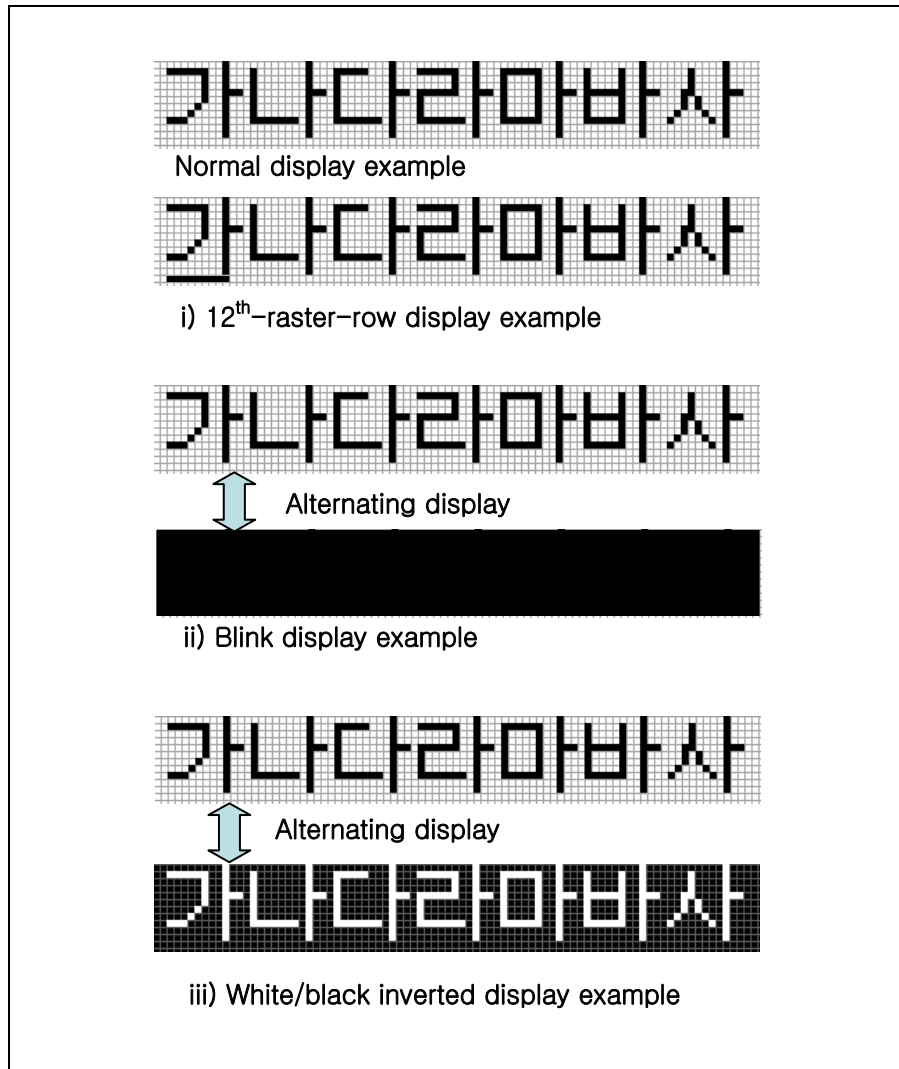 가나다라마바사
Normal display example
가나다라마바사
i) 12th-raster-row display example
가나다라마바사
Alternating display
ii) Blink display example
가나다라마바사
Alternating display
가나다라마바사
iii) White/black inverted display example